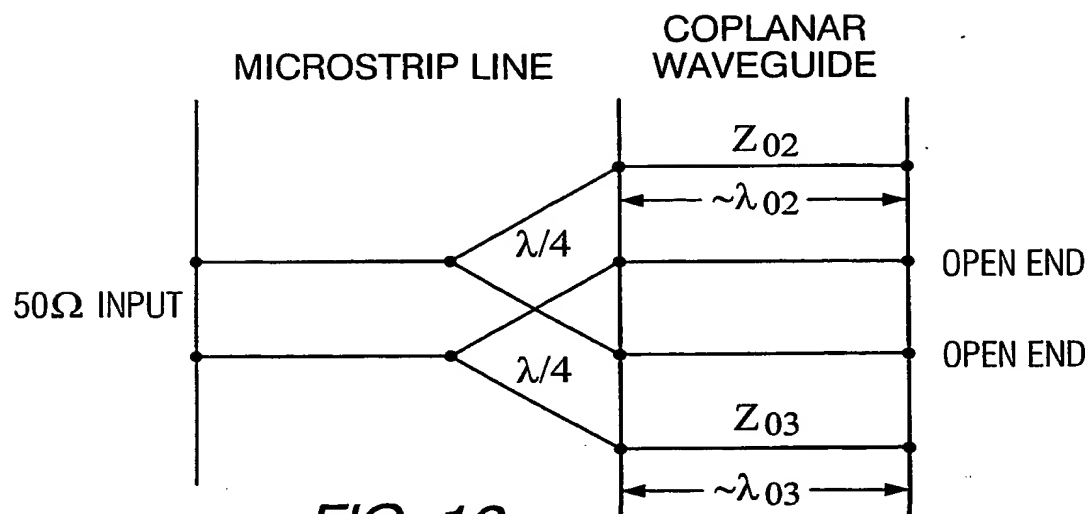 COPLANAR
WAVEGUIDE
MICROSTRIP LINE
Z02
~λ02
λ/4
OPEN END
50Ω INPUT
OPEN END
λ/4
Z03
~λ03